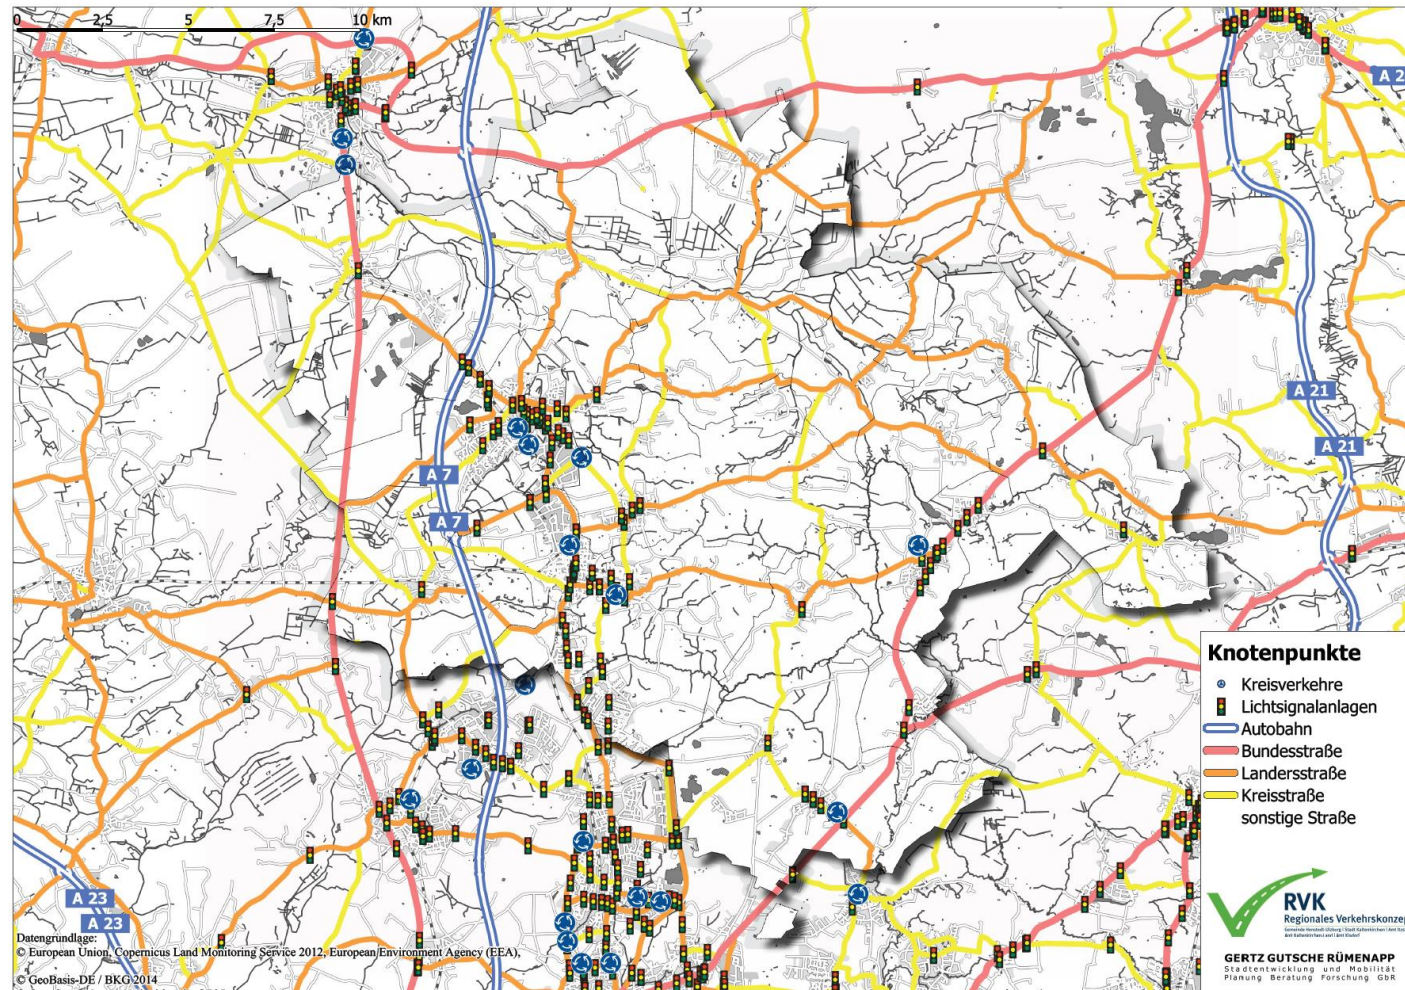 0 2,5 5 7,5 10 km
A 2
A 21
A 21
A 7
A 7
Knotenpunkte
Kreisverkehre
Lichtsignalanlagen
Autobahn
Bundesstraße
Landersstraße
Kreisstraße
sonstige Straße
A 23
A 23
RVK
Regionales Verkehrskonzep
Datengrundlage:
© European Union, Copernicus Land Monitoring Service 2012, European Environment Agency (EEA),
© GeoBasis-DE / BKG 2014
GERTZ GUTSCHE RÜMENAPP
Stadtentwicklung und Mobilität
Planung Beratung Forschung GbR